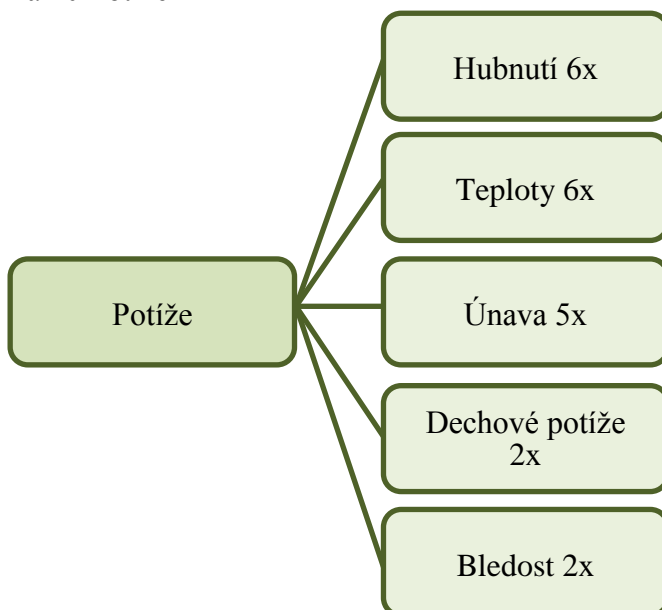 Potíže
Hubnutí 6x
Teploty 6x
Únava 5x
Dechové potíže
2x
Bledost 2x